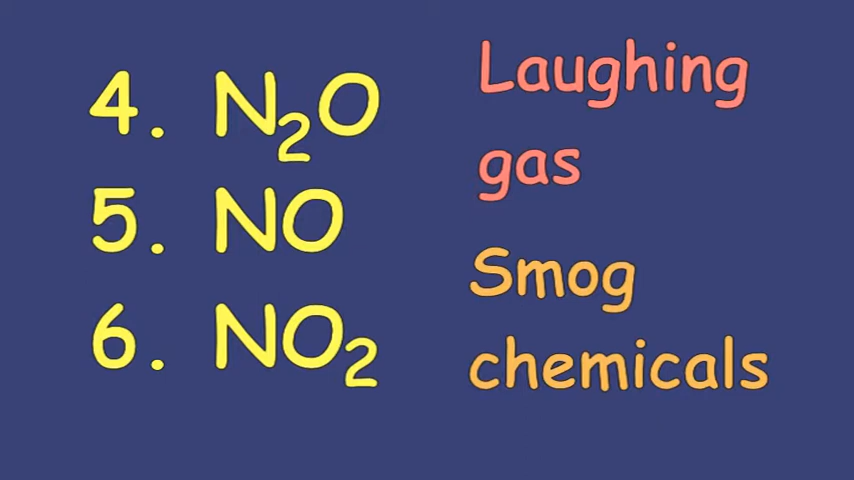 4. N₂O
5. NO
6. NO₂
Laughing
gas
Smog
chemicals